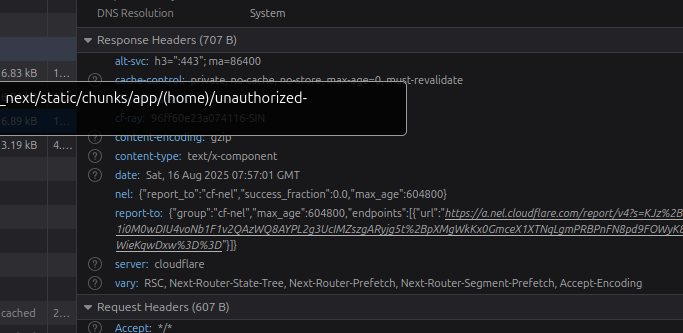 DNS Resolution System
Response Headers (707 B)
alt-svc: h3=":443"; ma=86400
6.83 kB 1…
cache-control: private, no-cache, no-store, max-age=0, must-revalidate
_next/static/chunks/app/(home)/unauthorized-
6.89 kB 1…
cf-ray: 96ff60e23a074116-SIN
3.19 kB 4…
content-encoding: gzip
content-type: text/x-component
date: Sat, 16 Aug 2025 07:57:01 GMT
nel: {"report_to":"cf-nel","success_fraction":0.0,"max_age":604800}
report-to: {"group":"cf-nel","max_age":604800,"endpoints":[{"url":"https://a.nel.cloudflare.com/report/v4?s=KJz%2B
WieKqwDxw%3D%3D"}]}
server: cloudflare
vary: RSC, Next-Router-State-Tree, Next-Router-Prefetch, Next-Router-Segment-Prefetch, Accept-Encoding
Request Headers (607 B)
cached 2…
Accept: */*